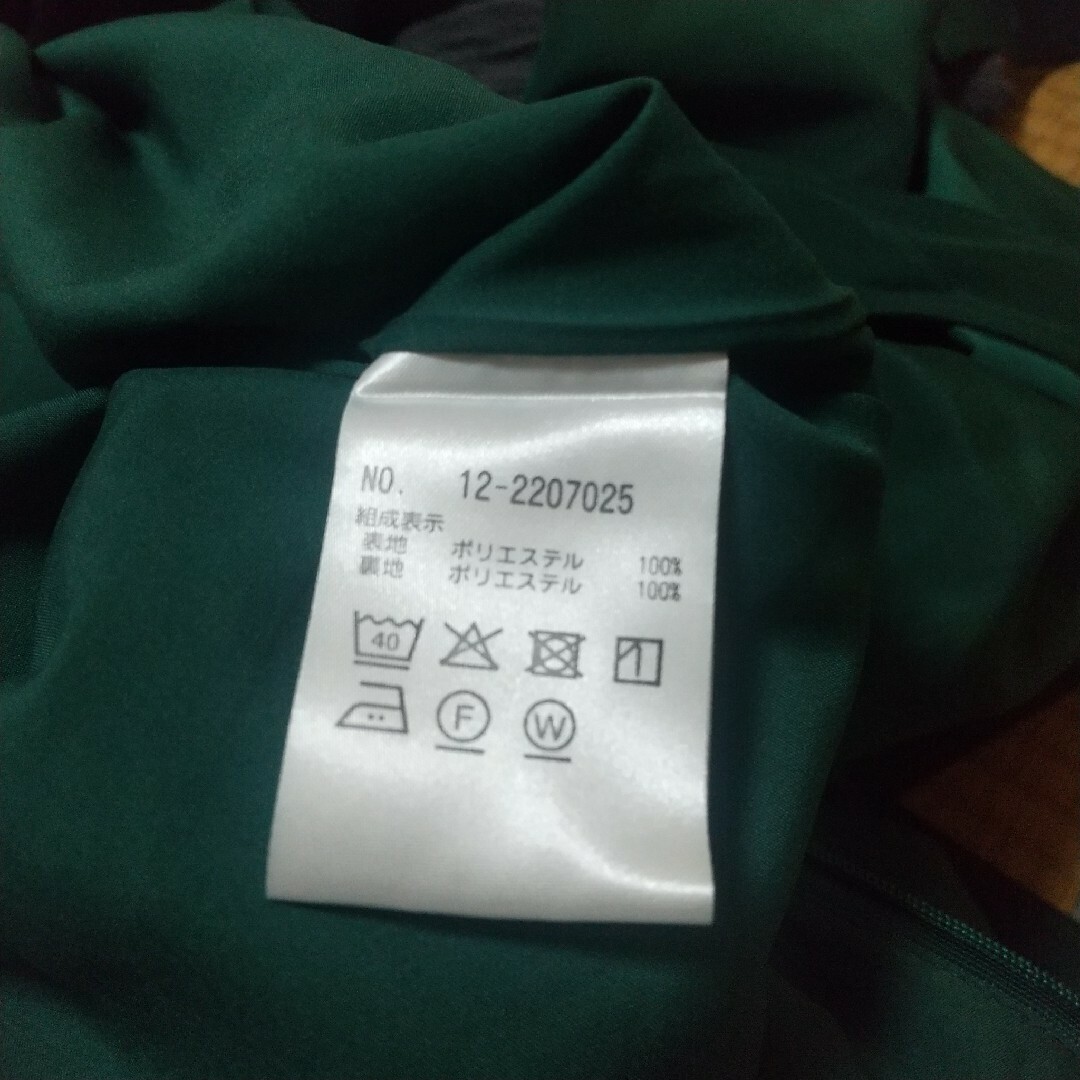 NO. 12-2207025
組成表示
表地 ポリエステル 100%
裏地 ポリエステル 100%
40
F W